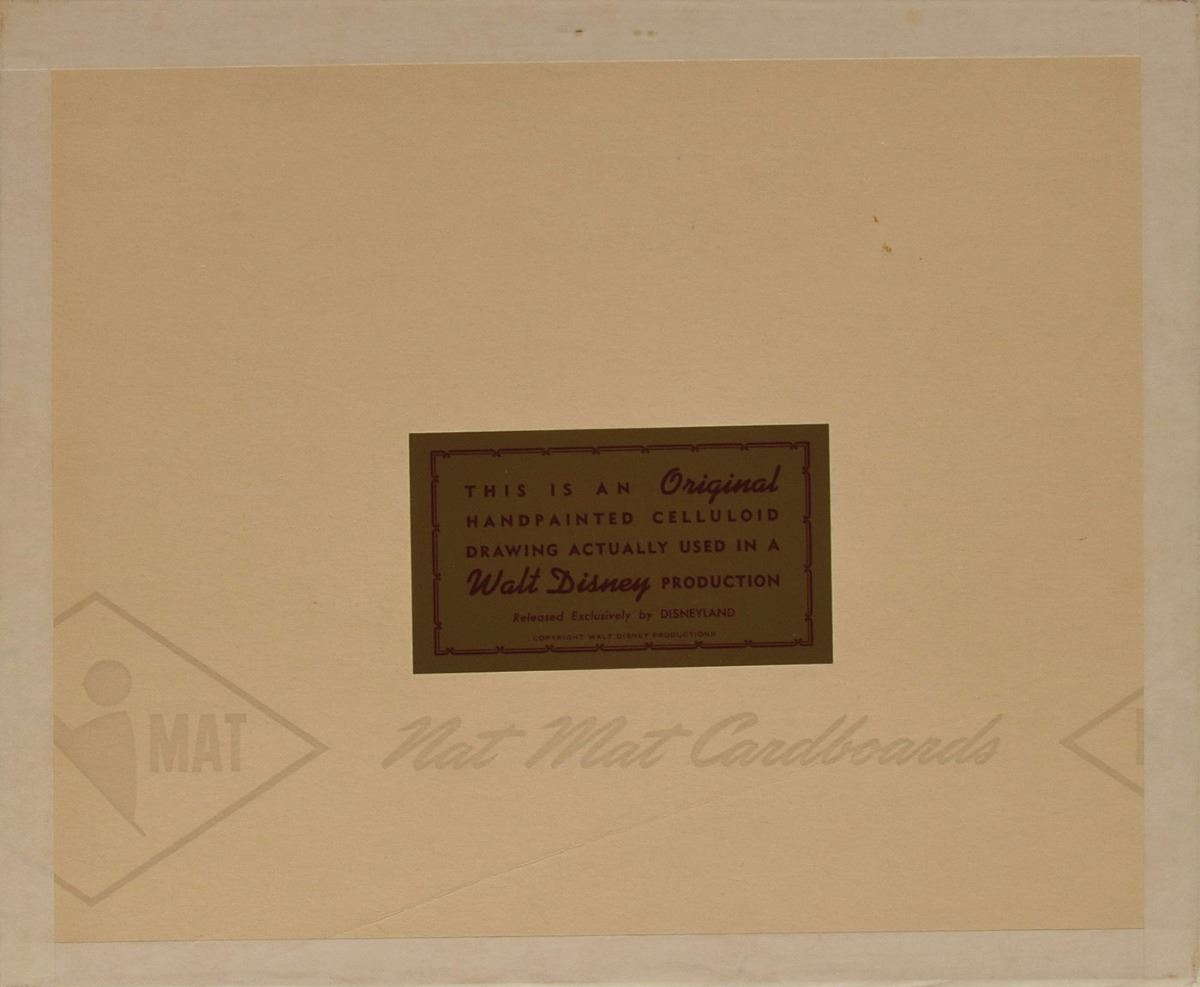 THIS IS AN Original
HANDPAINTED CELLULOID
DRAWING ACTUALLY USED IN A
Walt Disney PRODUCTION
Released Exclusively by DISNEYLAND
COPYRIGHT WALT DISNEY PRODUCTIONS
MAT
Nat Mat Cardboards